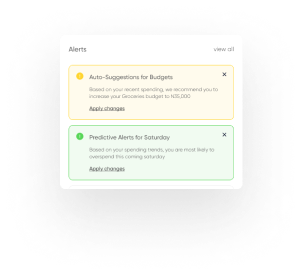 Alerts
view all
Auto-Suggestions for Budgets
Based on your recent spending, we recommend you to
increase your Groceries budget to N35,000.
Apply changes
Predictive Alerts for Saturday
Based on your spending trends, you are most likely to
overspend this coming saturday
Apply changes